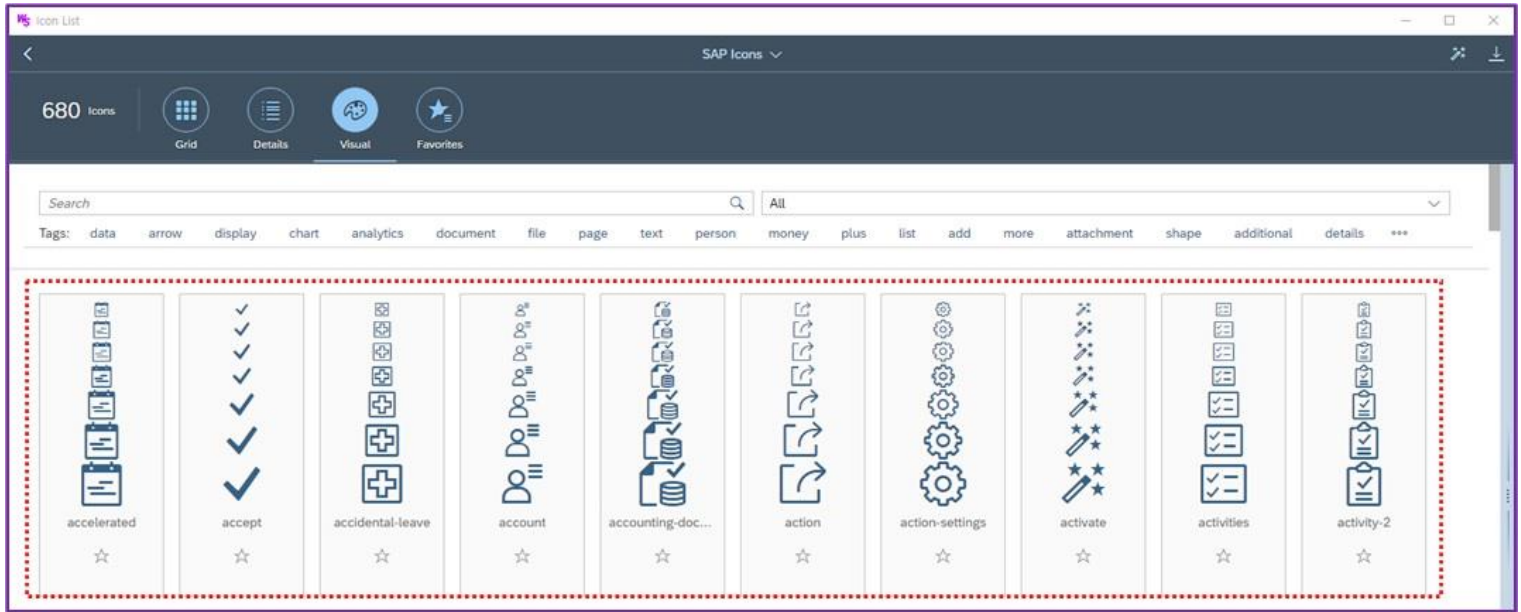 WS Icon List
SAP Icons
680 Icons
Grid Details Visual Favorites
Search All
Tags: data arrow display chart analytics document file page text person money plus list add more attachment shape additional details
accelerated accept accidental-leave account accounting-doc... action action-settings activate activities activity-2